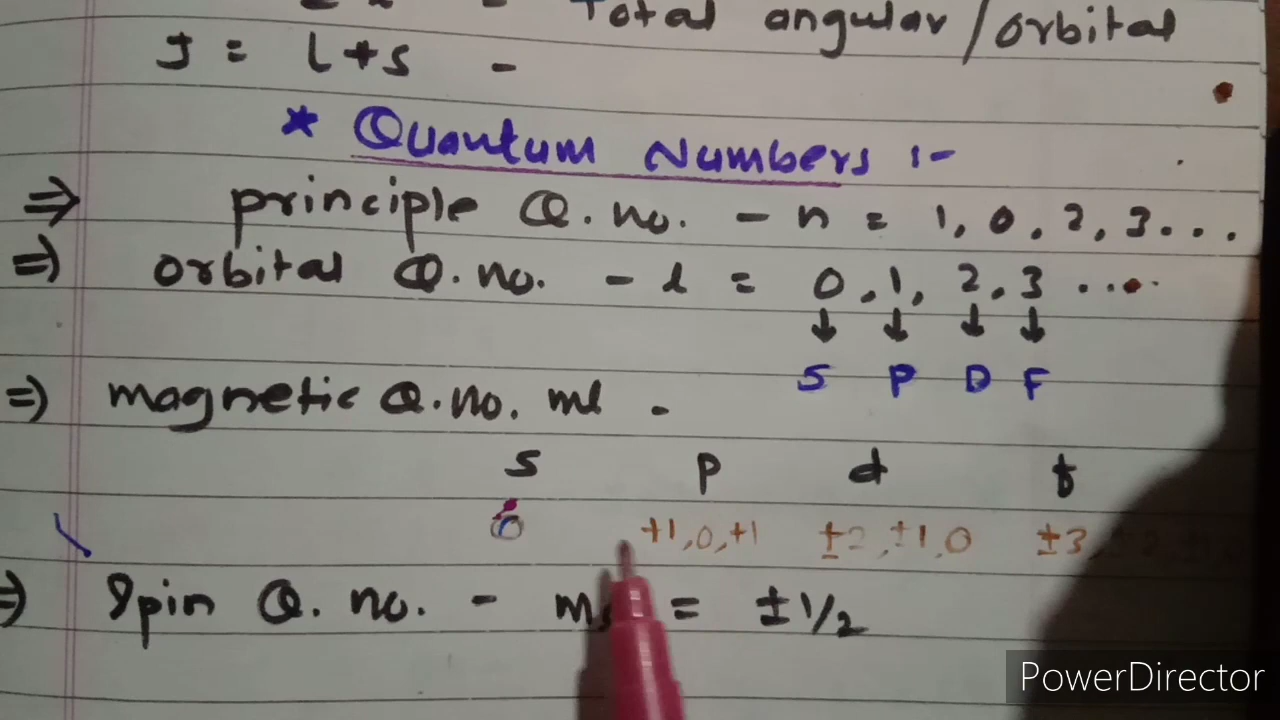 Total angular/orbital
J = l+s -
* Quantum Numbers :-
⇒ principle Q.no. - n = 1, 0, 2, 3...
⇒ orbital Q.no. - l = 0, 1, 2, 3 ....
↓ ↓ ↓ ↓
S P D F
⇒ magnetic Q.no. ml -
s p d f
0 +1,0,+1 ±2,±1,0 ±3,
⇒ Spin Q. no. - ms = ±1/2
PowerDirector